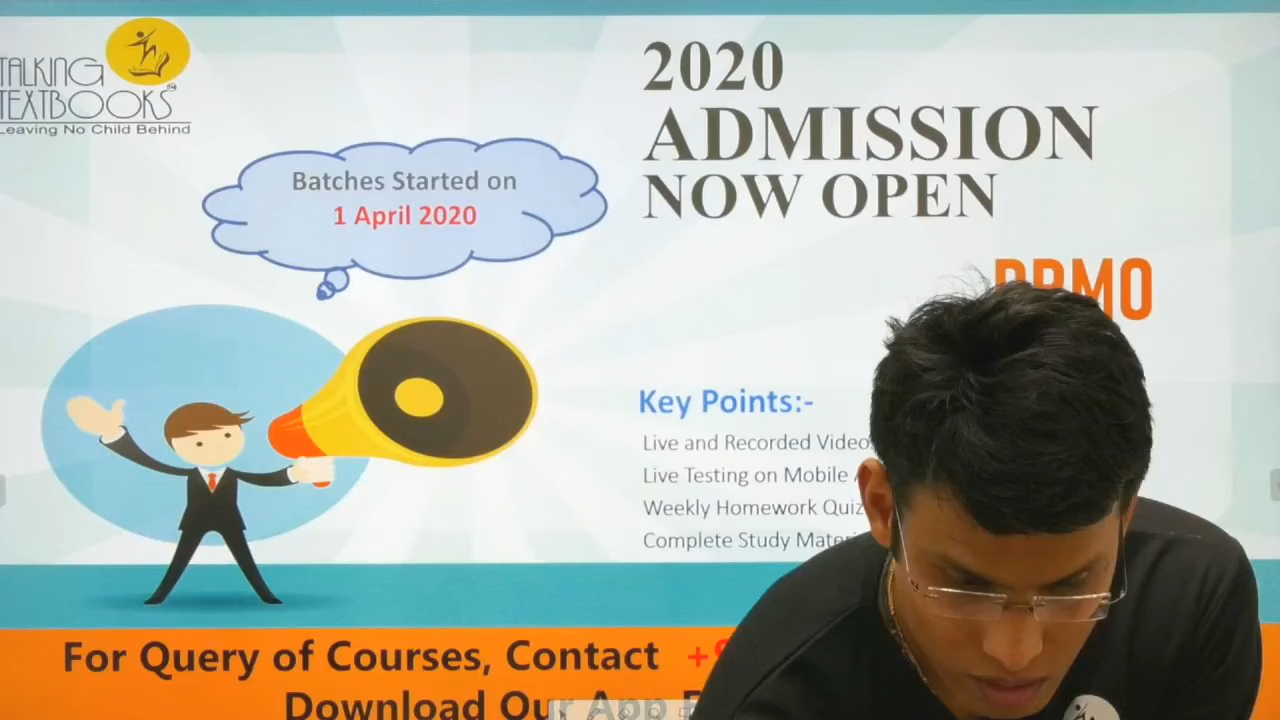 TALKING
TEXTBOOKS
Leaving No Child Behind
Batches Started on
1 April 2020
2020
ADMISSION
NOW OPEN
Key Points:-
Live and Recorded Video
Live Testing on Mobile
Weekly Homework Quiz
Complete Study
For Query of Courses, Contact
Download Our App